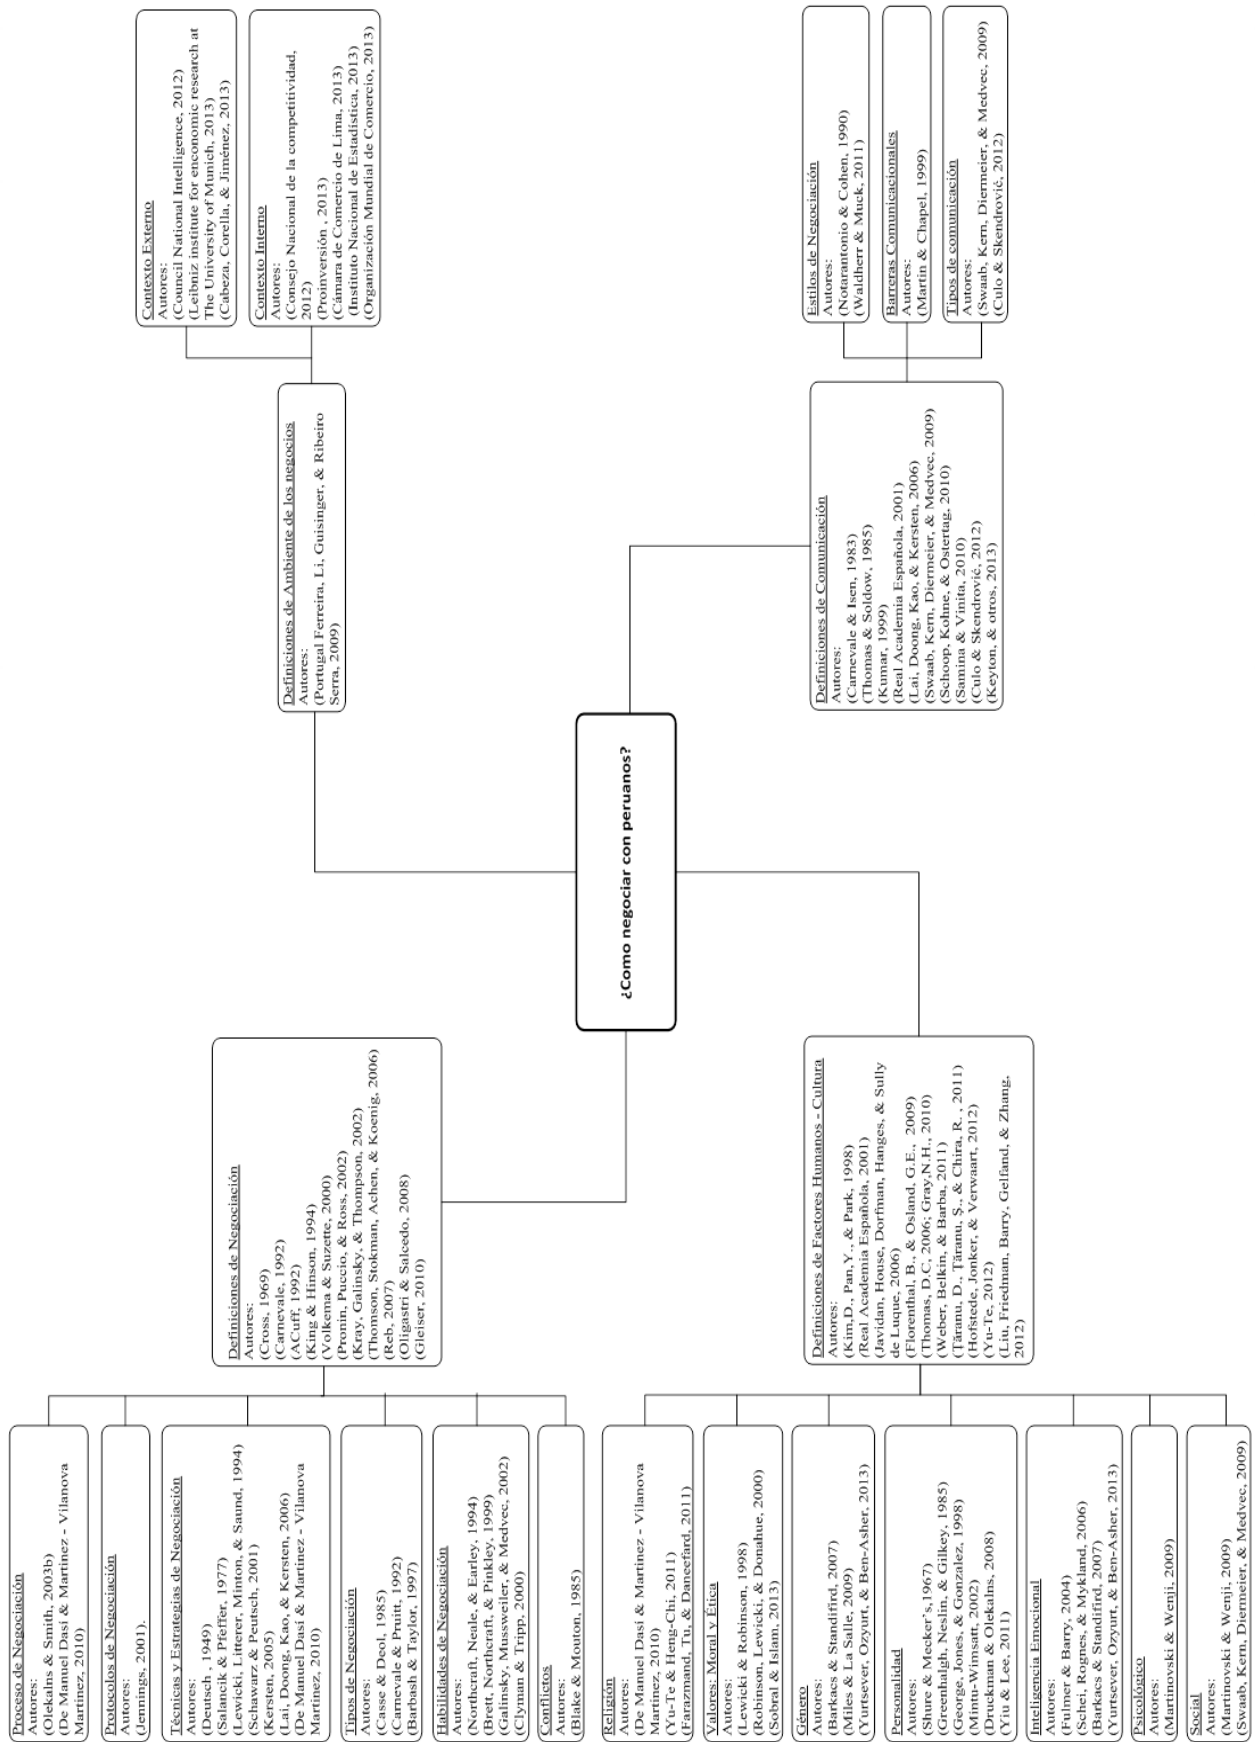 Proceso de Negociación
Autores:
(Olekalns & Smith, 2003b)
(De Manuel Dasí & Martínez - Vilanova
Martínez, 2010)
Protocolos de Negociación
Autores:
(Jennings, 2001).
Técnicas y Estrategias de Negociación
Autores:
(Deutsch , 1949)
(Salancik & Pfeffer, 1977)
(Lewicki, Litterer, Minton, & Saund, 1994)
(Schawarz & Peutsch, 2001)
(Kersten, 2005)
(Lai, Doong, Kao, & Kersten, 2006)
(De Manuel Dasí & Martínez - Vilanova
Martínez, 2010)
Tipos de Negociación
Autores:
(Casse & Deol, 1985)
(Carnevale & Pruitt, 1992)
(Barbash & Taylor, 1997)
Habilidades de Negociación
Autores:
(Northcraft, Neale, & Earley, 1994)
(Brett, Northcraft, & Pinkley, 1999)
(Galinsky, Mussweiler, & Medvec, 2002)
(Clyman & Tripp, 2000)
Conflictos
Autores:
(Blake & Mouton, 1985)
Religión
Autores:
(De Manuel Dasí & Martínez - Vilanova
Martínez, 2010)
(Yu-Te & Heng-Chi, 2011)
(Farazmand, Tu, & Daneefard, 2011)
Valores: Moral y Ética
Autores:
(Lewicki & Robinson, 1998)
(Robinson, Lewicki, & Donahue, 2000)
(Sobral & Islam, 2013)
Género
Autores:
(Barkacs & Standifird, 2007)
(Miles & La Salle, 2009)
(Yurtsever, Ozyurt, & Ben-Asher, 2013)
Personalidad
Autores:
(Shure & Mecker's,1967)
(Greenhalgh, Neslin, & Gilkey, 1985)
(George, Jones, & Gonzalez, 1998)
(Mintu-Wimsatt, 2002)
(Druckman & Olekalns, 2008)
(Yiu & Lee, 2011)
Inteligencia Emocional
Autores:
(Fulmer & Barry, 2004)
(Schei, Rognes, & Mykland, 2006)
(Barkacs & Standifird, 2007)
(Yurtsever, Ozyurt, & Ben-Asher, 2013)
Psicológico
Autores:
(Martinovski & Wenji, 2009)
Social
Autores:
(Martinovski & Wenji, 2009)
(Swaab, Kern, Diermeier, & Medvec, 2009)
Definiciones de Negociación
Autores:
(Cross, 1969)
(Carnevale, 1992)
(ACuff, 1992)
(King & Hinson, 1994)
(Volkema & Suzette, 2000)
(Pronin, Puccio, & Ross, 2002)
(Kray, Galinsky, & Thompson, 2002)
(Thomson, Stokman, Achen, & Koenig, 2006)
(Reb, 2007)
(Oligastri & Salcedo, 2008)
(Gleiser, 2010)
Definiciones de Factores Humanos - Cultura
Autores:
(Kim,D., Pan,Y., & Park, 1998)
(Real Academia Española, 2001)
(Javidan, House, Dorfman, Hanges, & Sully
de Luque, 2006)
(Florenthal, B., & Osland, G.E., 2009)
(Thomas, D.C, 2006; Gray,N.H., 2010)
(Weber, Belkin, & Barba, 2011)
(Ţăranu, D., Ţăranu, Ş., & Chira, R. , 2011)
(Hofstede, Jonker, & Verwaart, 2012)
(Yu-Te, 2012)
(Liu, Friedman, Barry, Gelfand, & Zhang,
2012)
¿Como negociar con peruanos?
Definiciones de Ambiente de los negocios
Autores:
(Portugal Ferreira, Li, Guisinger, & Ribeiro
Serra, 2009)
Definiciones de Comunicación
Autores:
(Carnevale & Isen, 1983)
(Thomas & Soldow, 1985)
(Kumar, 1999)
(Real Academia Española, 2001)
(Lai, Doong, Kao, & Kersten, 2006)
(Swaab, Kern, Diermeier, & Medvec, 2009)
(Schoop, Kohne, & Ostertag, 2010)
(Samina & Vinita, 2010)
(Culo & Skendrović, 2012)
(Keyton, & otros, 2013)
Contexto Externo
Autores:
(Council National Intelligence, 2012)
(Leibniz institute for enconomic research at
The University of Munich, 2013)
(Cabeza, Corella, & Jiménez, 2013)
Contexto Interno
Autores:
(Consejo Nacional de la competitividad,
2012)
(Proinversión , 2013)
(Cámara de Comercio de Lima, 2013)
(Instituto Nacional de Estadística, 2013)
(Organización Mundial de Comercio, 2013)
Estilos de Negociación
Autores:
(Notarantonio & Cohen, 1990)
(Waldherr & Muck, 2011)
Barreras Comunicacionales
Autores:
(Martin & Chapel, 1999)
Tipos de comunicación
Autores:
(Swaab, Kern, Diermeier, & Medvec, 2009)
(Culo & Skendrović, 2012)